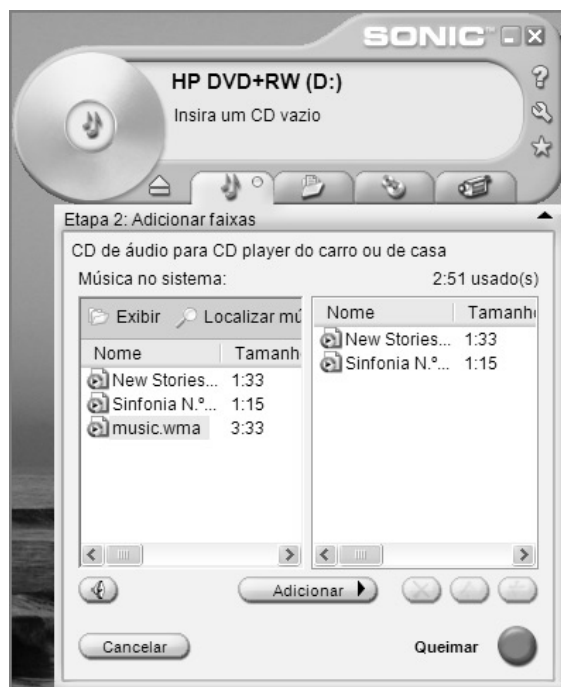 SONIC™
HP DVD+RW (D:)
Insira um CD vazio
Etapa 2: Adicionar faixas
CD de áudio para CD player do carro ou de casa
Música no sistema: 2:51 usado(s)
Exibir Localizar mú
Nome Tamanh
New Stories... 1:33
Sinfonia N.º... 1:15
music.wma 3:33
Nome Tamanh
New Stories... 1:33
Sinfonia N.º... 1:15
Adicionar
Cancelar Queimar